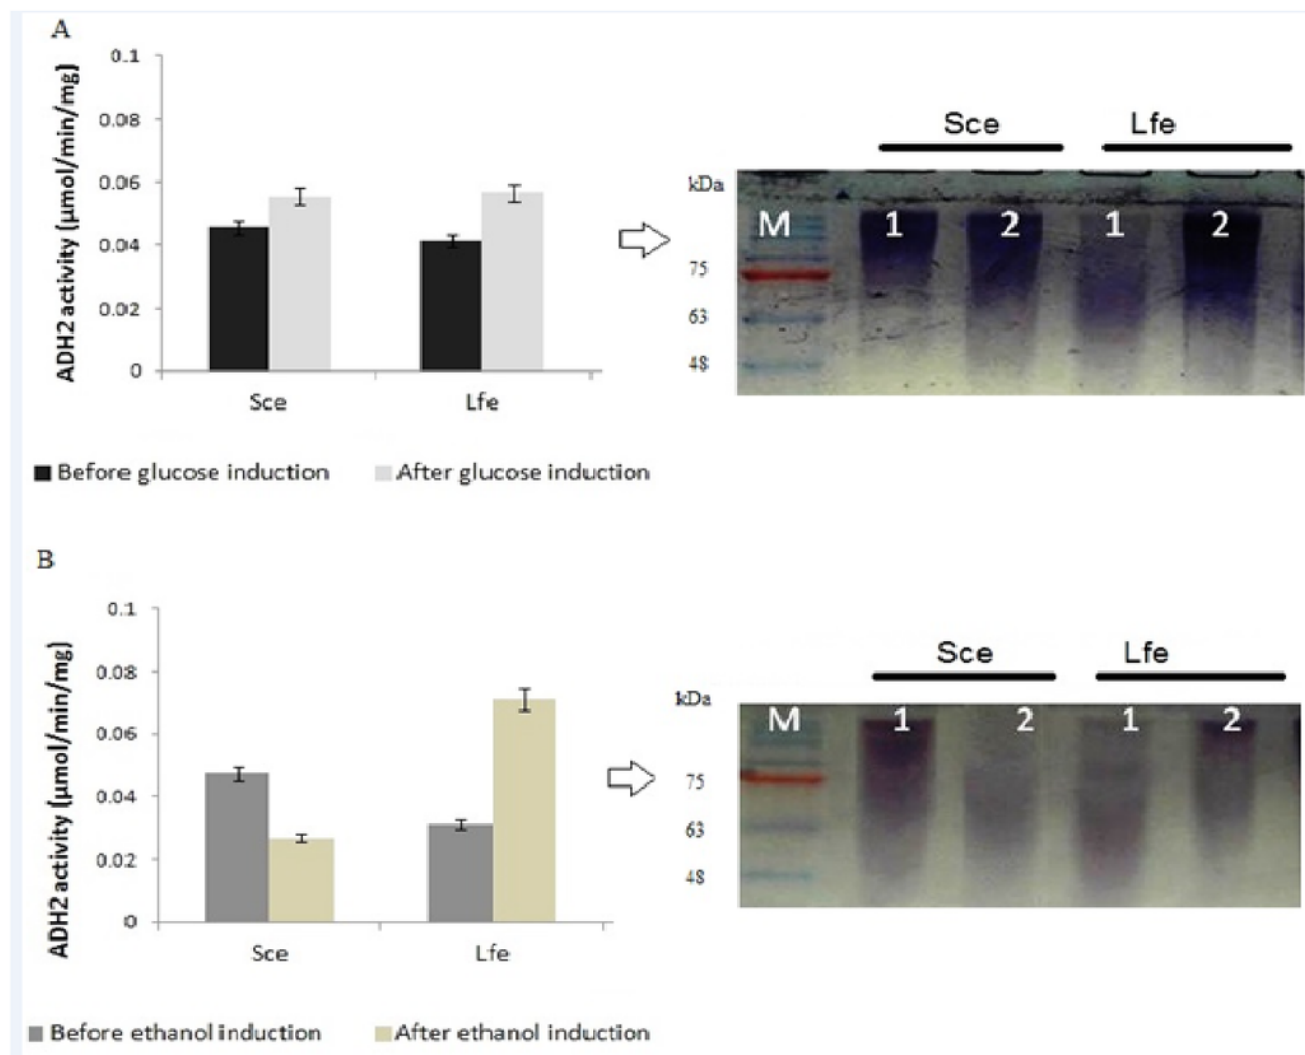 A
ADH2 activity (µmol/min/mg)
0.1
0.08
0.06
0.04
0.02
0
Sce Lfe
Before glucose induction After glucose induction
Sce Lfe
kDa
M 1 2 1 2
75
63
48
B
ADH2 activity (µmol/min/mg)
0.1
0.08
0.06
0.04
0.02
0
Sce Lfe
Before ethanol induction After ethanol induction
Sce Lfe
kDa
M 1 2 1 2
75
63
48